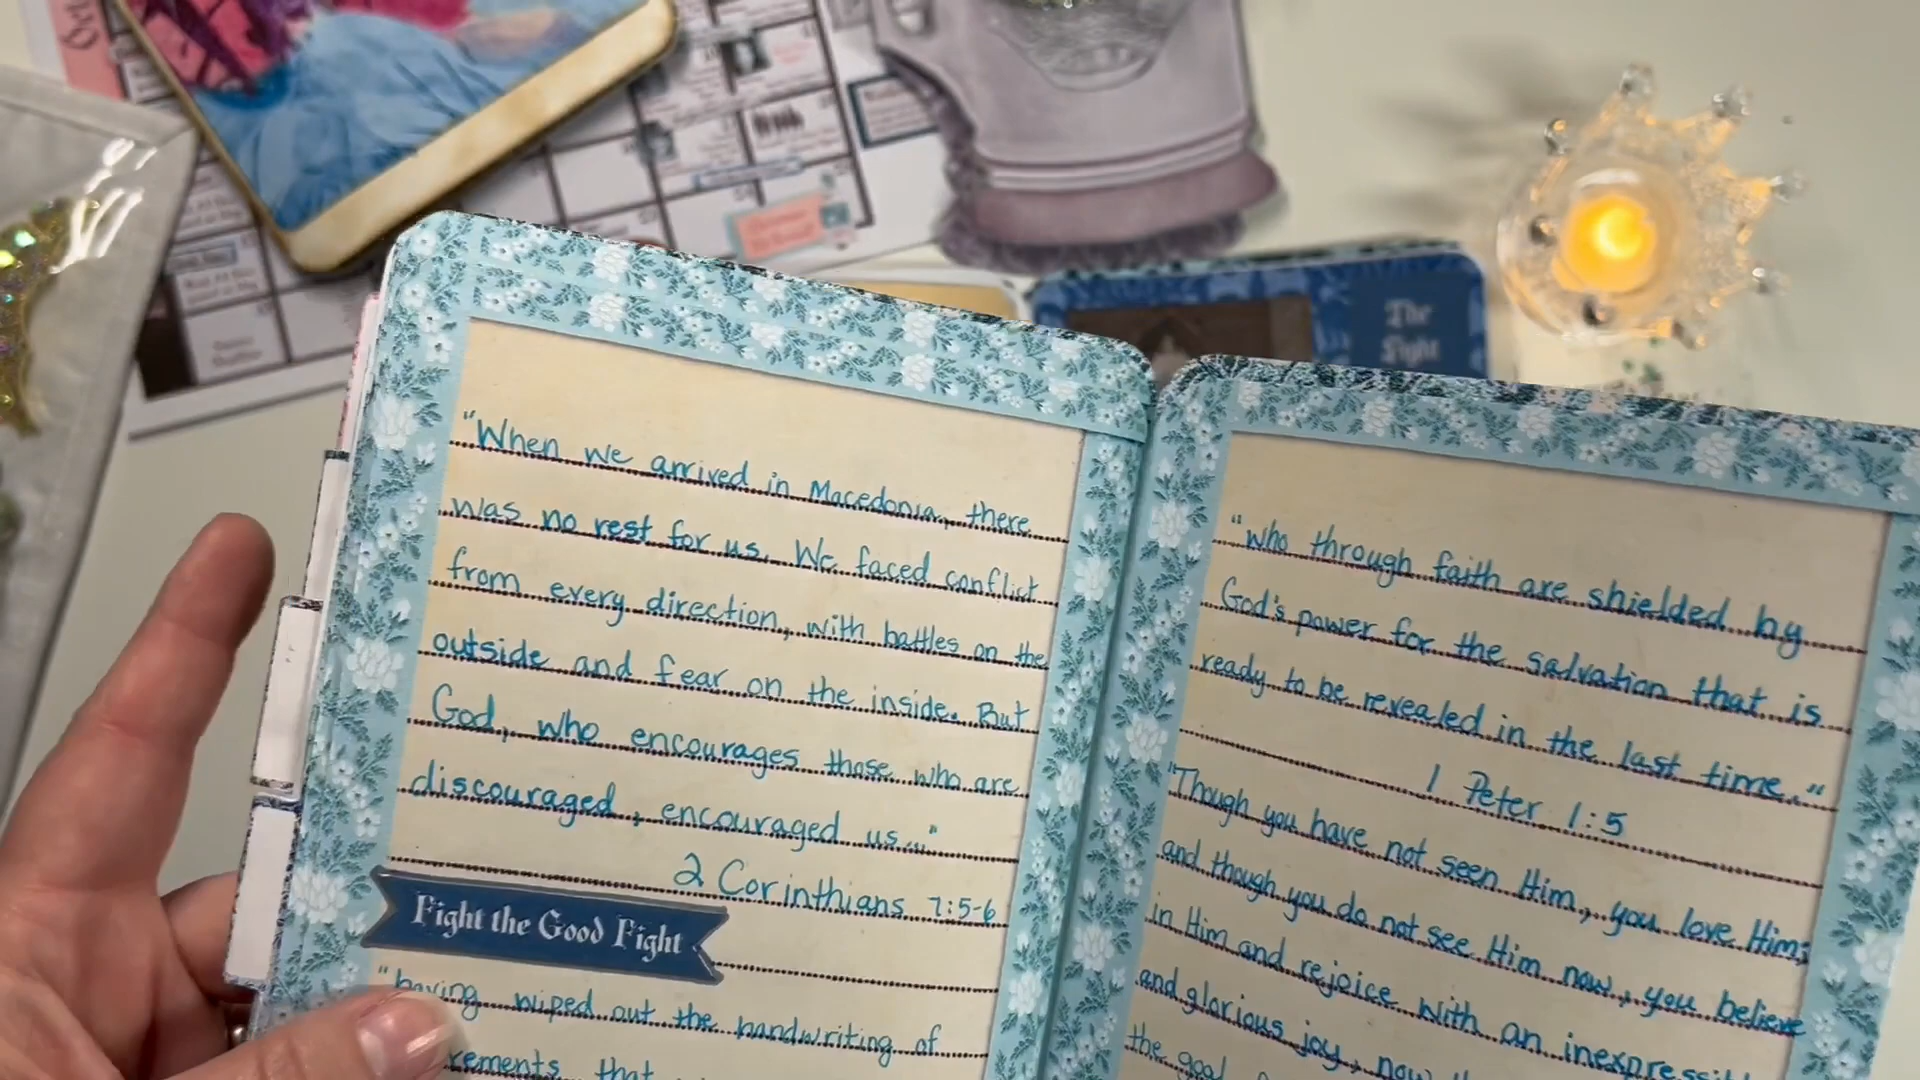 The
Fight
"When we arrived in Macedonia, there
was no rest for us. We faced conflict
from every direction, with battles on the
outside and fear on the inside. But
God, who encourages those who are
discouraged, encouraged us..."
2 Corinthians 7:5-6
Fight the Good Fight
"having wiped out the handwriting of
that
"who through faith are shielded by
God's power for the salvation that is
ready to be revealed in the last time."
1 Peter 1:5
"Though you have not seen Him, you love Him;
and though you do not see Him now, you believe
in Him and rejoice with an
and glorious joy, now
the goal